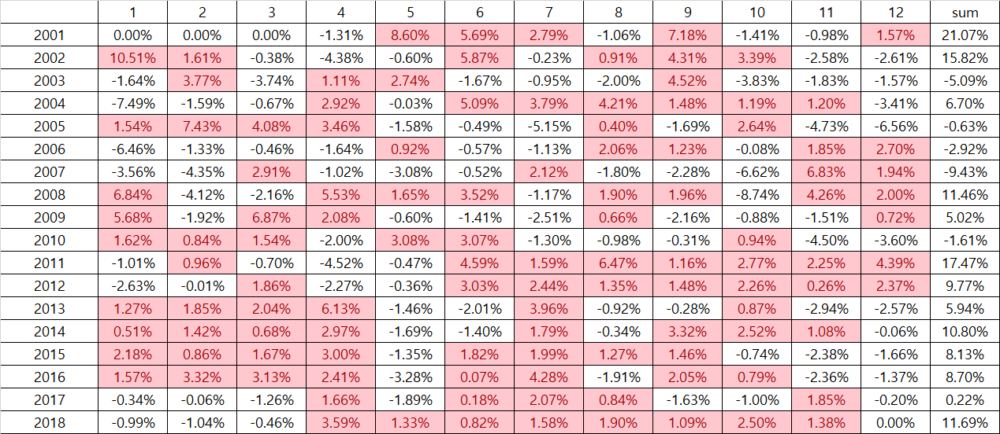 1 2 3 4 5 6 7 8 9 10 11 12 sum
2001 0.00% 0.00% 0.00% -1.31% 8.60% 5.69% 2.79% -1.06% 7.18% -1.41% -0.98% 1.57% 21.07%
2002 10.51% 1.61% -0.38% -4.38% -0.60% 5.87% -0.23% 0.91% 4.31% 3.39% -2.58% -2.61% 15.82%
2003 -1.64% 3.77% -3.74% 1.11% 2.74% -1.67% -0.95% -2.00% 4.52% -3.83% -1.83% -1.57% -5.09%
2004 -7.49% -1.59% -0.67% 2.92% -0.03% 5.09% 3.79% 4.21% 1.48% 1.19% 1.20% -3.41% 6.70%
2005 1.54% 7.43% 4.08% 3.46% -1.58% -0.49% -5.15% 0.40% -1.69% 2.64% -4.73% -6.56% -0.63%
2006 -6.46% -1.33% -0.46% -1.64% 0.92% -0.57% -1.13% 2.06% 1.23% -0.08% 1.85% 2.70% -2.92%
2007 -3.56% -4.35% 2.91% -1.02% -3.08% -0.52% 2.12% -1.80% -2.28% -6.62% 6.83% 1.94% -9.43%
2008 6.84% -4.12% -2.16% 5.53% 1.65% 3.52% -1.17% 1.90% 1.96% -8.74% 4.26% 2.00% 11.46%
2009 5.68% -1.92% 6.87% 2.08% -0.60% -1.41% -2.51% 0.66% -2.16% -0.88% -1.51% 0.72% 5.02%
2010 1.62% 0.84% 1.54% -2.00% 3.08% 3.07% -1.30% -0.98% -0.31% 0.94% -4.50% -3.60% -1.61%
2011 -1.01% 0.96% -0.70% -4.52% -0.47% 4.59% 1.59% 6.47% 1.16% 2.77% 2.25% 4.39% 17.47%
2012 -2.63% -0.01% 1.86% -2.27% -0.36% 3.03% 2.44% 1.35% 1.48% 2.26% 0.26% 2.37% 9.77%
2013 1.27% 1.85% 2.04% 6.13% -1.46% -2.01% 3.96% -0.92% -0.28% 0.87% -2.94% -2.57% 5.94%
2014 0.51% 1.42% 0.68% 2.97% -1.69% -1.40% 1.79% -0.34% 3.32% 2.52% 1.08% -0.06% 10.80%
2015 2.18% 0.86% 1.67% 3.00% -1.35% 1.82% 1.99% 1.27% 1.46% -0.74% -2.38% -1.66% 8.13%
2016 1.57% 3.32% 3.13% 2.41% -3.28% 0.07% 4.28% -1.91% 2.05% 0.79% -2.36% -1.37% 8.70%
2017 -0.34% -0.06% -1.26% 1.66% -1.89% 0.18% 2.07% 0.84% -1.63% -1.00% 1.85% -0.20% 0.22%
2018 -0.99% -1.04% -0.46% 3.59% 1.33% 0.82% 1.58% 1.90% 1.09% 2.50% 1.38% 0.00% 11.69%